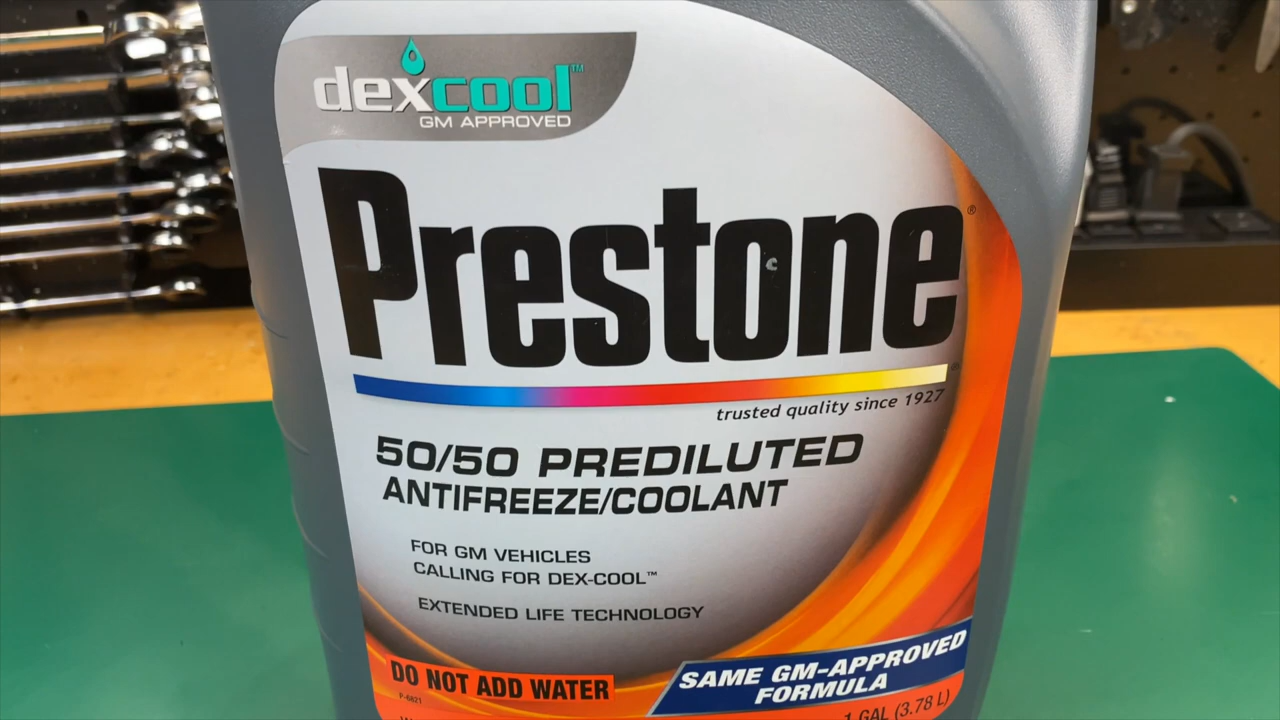 dexcool™
GM APPROVED
Prestone®
trusted quality since 1927
50/50 PREDILUTED
ANTIFREEZE/COOLANT
FOR GM VEHICLES
CALLING FOR DEX-COOL™
EXTENDED LIFE TECHNOLOGY
DO NOT ADD WATER
P-6821
SAME GM-APPROVED
FORMULA
1 GAL (3.78 L)